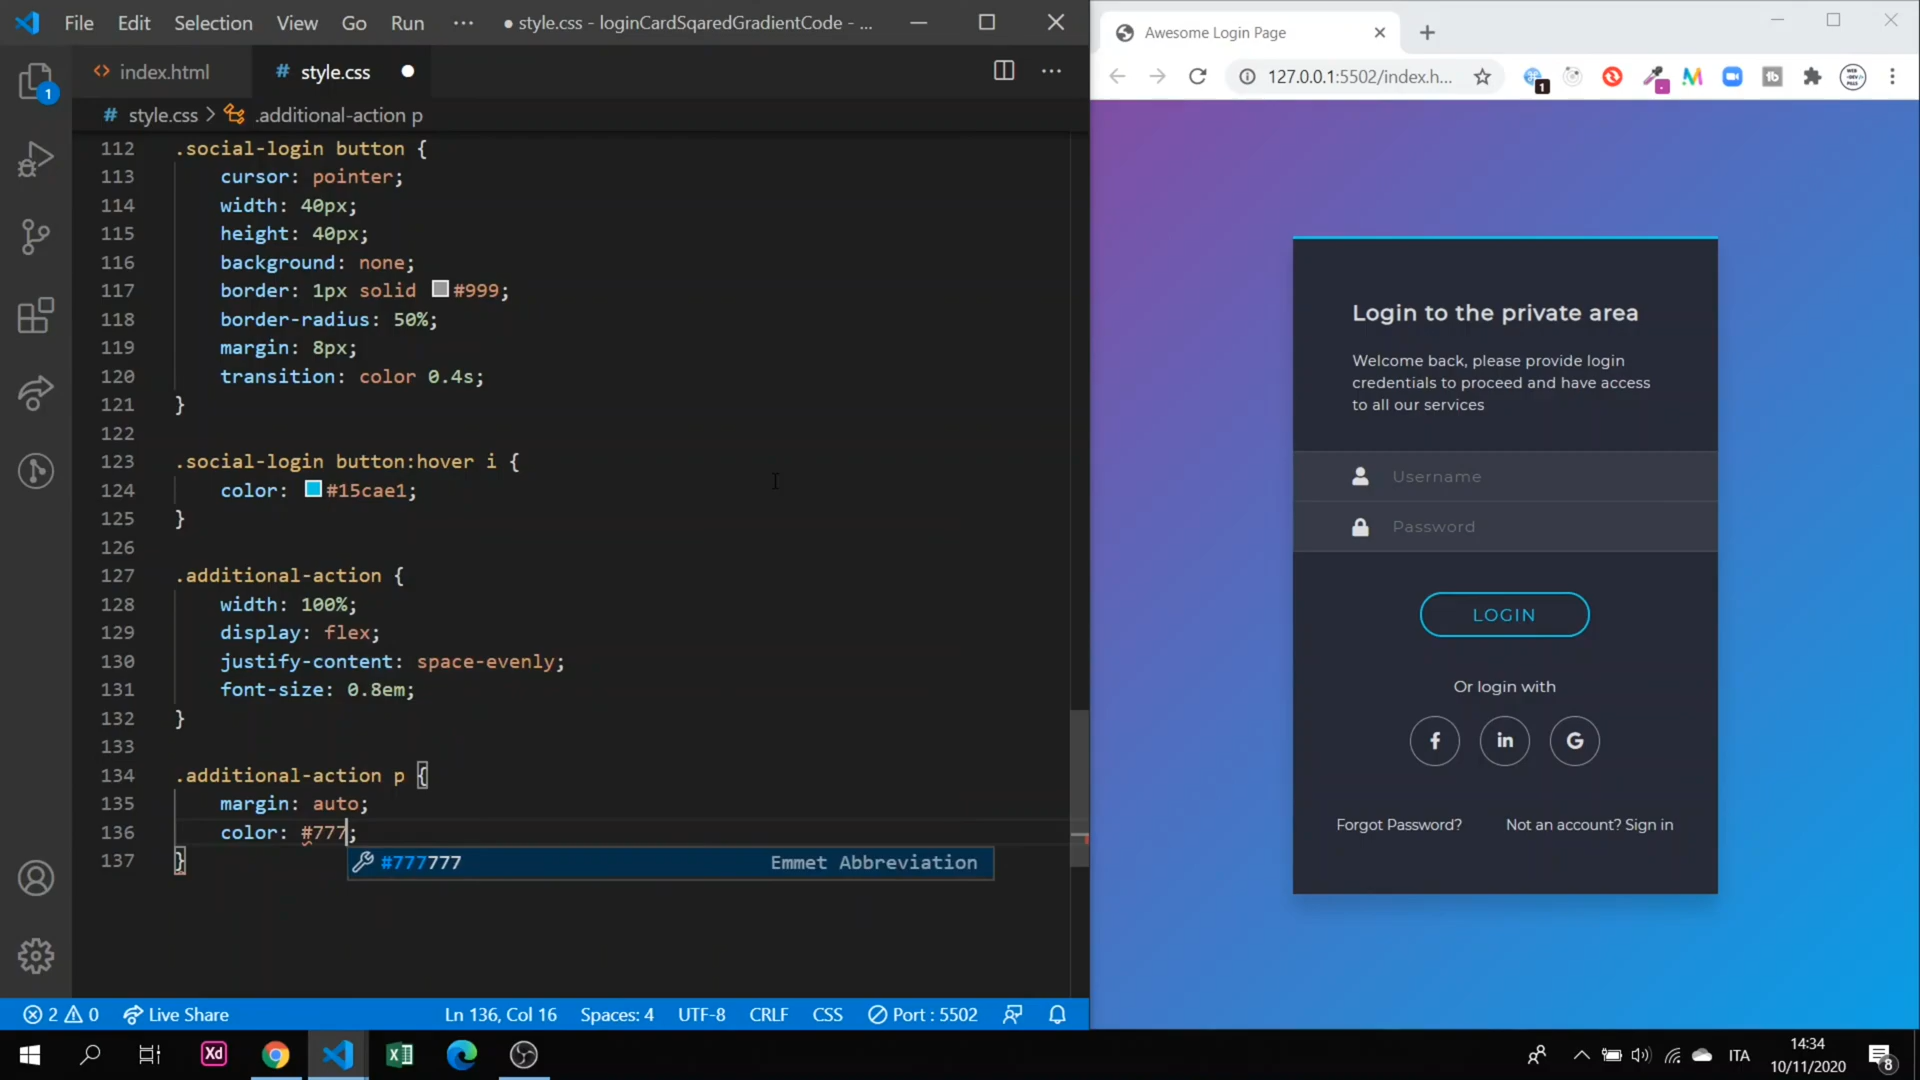 File Edit Selection View Go Run ··· ● style.css - loginCardSqaredGradientCode - ...
index.html
# style.css ●
# style.css > .additional-action p
1
112 .social-login button {
113 cursor: pointer;
114 width: 40px;
115 height: 40px;
116 background: none;
117 border: 1px solid #999;
118 border-radius: 50%;
119 margin: 8px;
120 transition: color 0.4s;
121 }
122
123 .social-login button:hover i {
124 color: #15cae1;
125 }
126
127 .additional-action {
128 width: 100%;
129 display: flex;
130 justify-content: space-evenly;
131 font-size: 0.8em;
132 }
133
134 .additional-action p {
135 margin: auto;
136 color: #777;
137 }
#777777 Emmet Abbreviation
2 0 Live Share Ln 136, Col 16 Spaces: 4 UTF-8 CRLF CSS Port : 5502
Awesome Login Page
127.0.0.1:5502/index.h...
1
Login to the private area
Welcome back, please provide login
credentials to proceed and have access
to all our services
Username
Password
LOGIN
Or login with
f in G
Forgot Password? Not an account? Sign in
Xd
ITA
14:34
10/11/2020
8